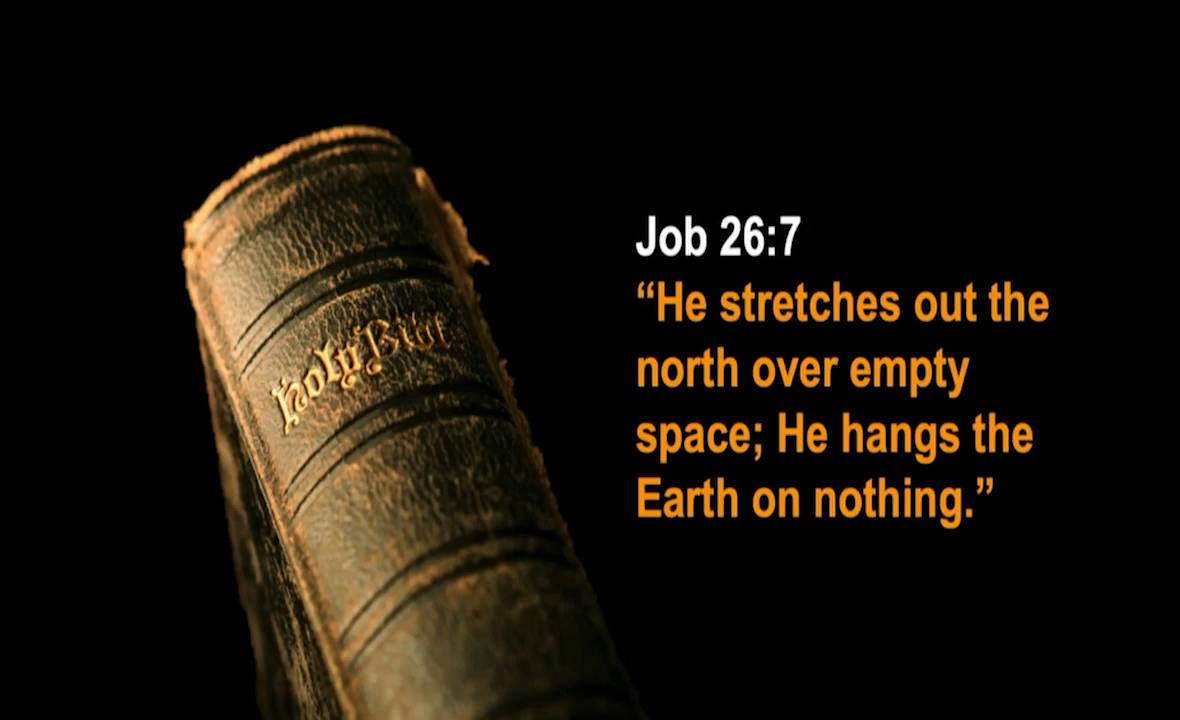 Holy Bible
Job 26:7
“He stretches out the
north over empty
space; He hangs the
Earth on nothing.”